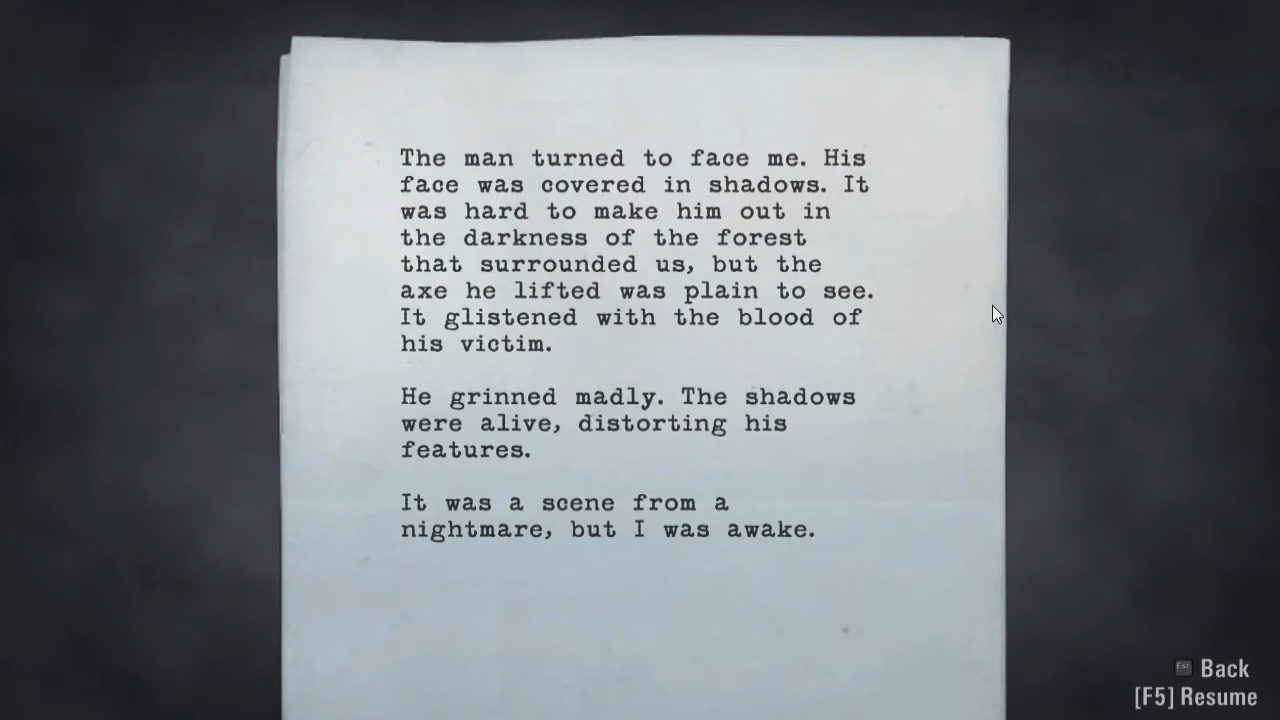 The man turned to face me. His
face was covered in shadows. It
was hard to make him out in
the darkness of the forest
that surrounded us, but the
axe he lifted was plain to see.
It glistened with the blood of
his victim.
He grinned madly. The shadows
were alive, distorting his
features.
It was a scene from a
nightmare, but I was awake.
Esc Back
[F5] Resume